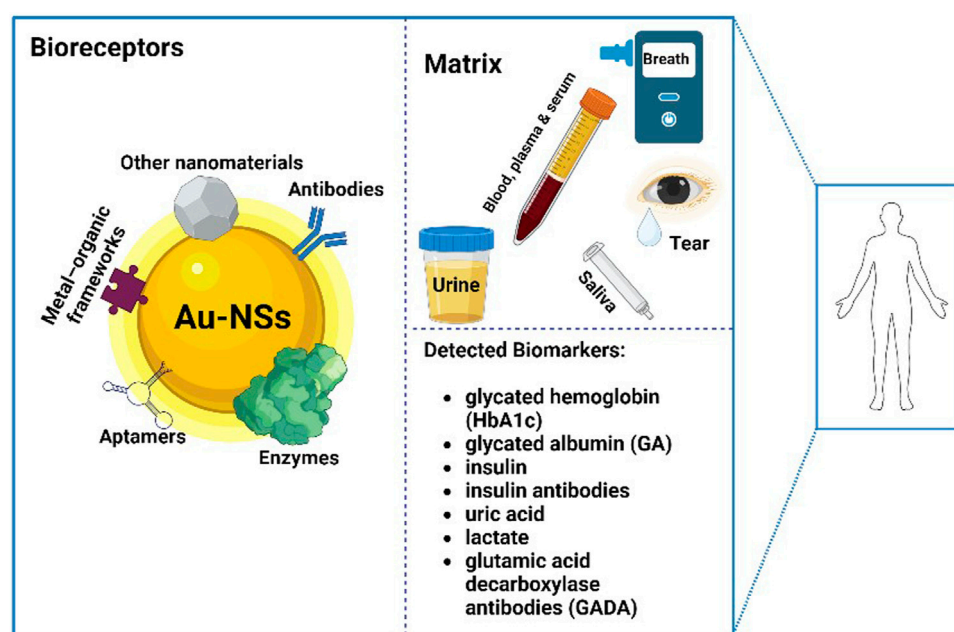 Bioreceptors
Other nanomaterials
Antibodies
Metal–organic
frameworks
Au-NSs
Aptamers
Enzymes
Matrix
Breath
Blood, plasma & serum
Tear
Urine
Saliva
Detected Biomarkers:
• glycated hemoglobin
(HbA1c)
• glycated albumin (GA)
• insulin
• insulin antibodies
• uric acid
• lactate
• glutamic acid
decarboxylase
antibodies (GADA)